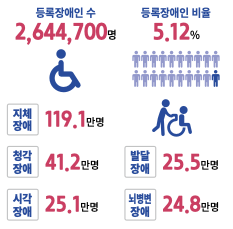 등록장애인 수
2,644,700명
등록장애인 비율
5.12%
지체
장애
119.1만명
청각
장애
41.2만명
발달
장애
25.5만명
시각
장애
25.1만명
뇌병변
장애
24.8만명